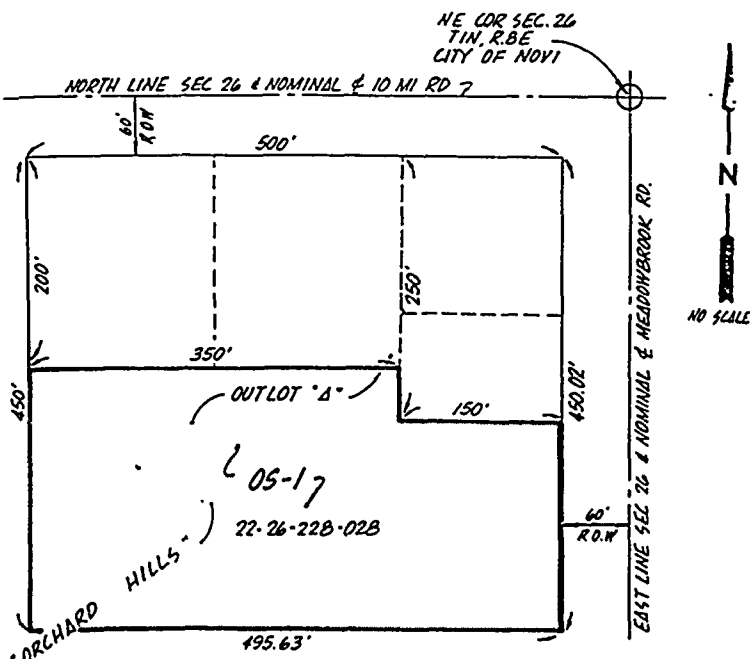 NE COR SEC. 26
T1N, R.8E
CITY OF NOVI
NORTH LINE SEC 26 & NOMINAL ℄ 10 MI RD
60'
R.O.W
500'
N
NO SCALE
200'
250'
350'
OUTLOT "A"
150'
450'
450.02'
EAST LINE SEC 26 & NOMINAL ℄ MEADOWBROOK RD.
OS-1
22-26-228-028
60'
R.O.W
"ORCHARD HILLS"
495.63'